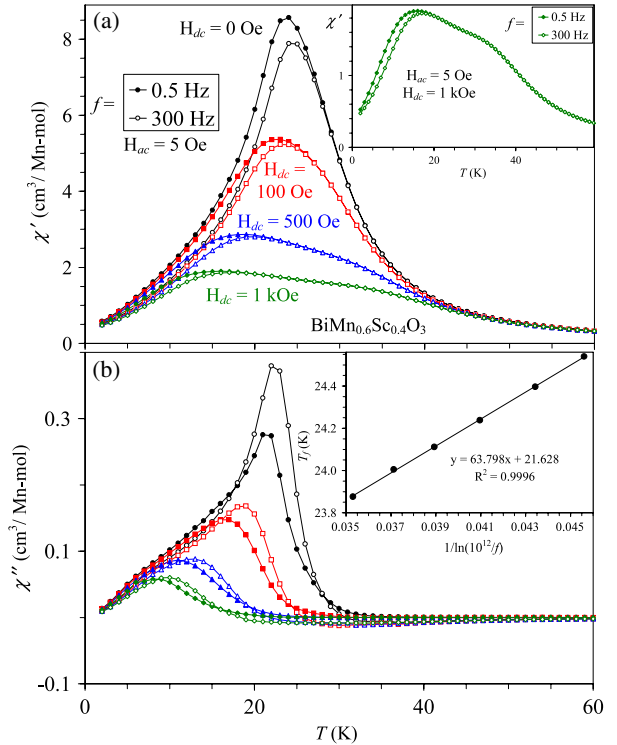 (a)
H_dc = 0 Oe
f =
0.5 Hz
300 Hz
H_ac = 5 Oe
H_dc =
100 Oe
H_dc = 500 Oe
H_dc = 1 kOe
BiMn0.6Sc0.4O3
χ′ (cm³/ Mn-mol)
8
6
4
2
0
χ′
f =
0.5 Hz
300 Hz
H_ac = 5 Oe
H_dc = 1 kOe
2
1
0
0
20
40
T (K)
(b)
χ′′ (cm³/ Mn-mol)
0.3
0.1
-0.1
T_f (K)
24.4
24.2
24.0
23.8
y = 63.798x + 21.628
R² = 0.9996
0.035
0.037
0.039
0.041
0.043
0.045
1/ln(10¹²/f)
0
20
40
60
T (K)